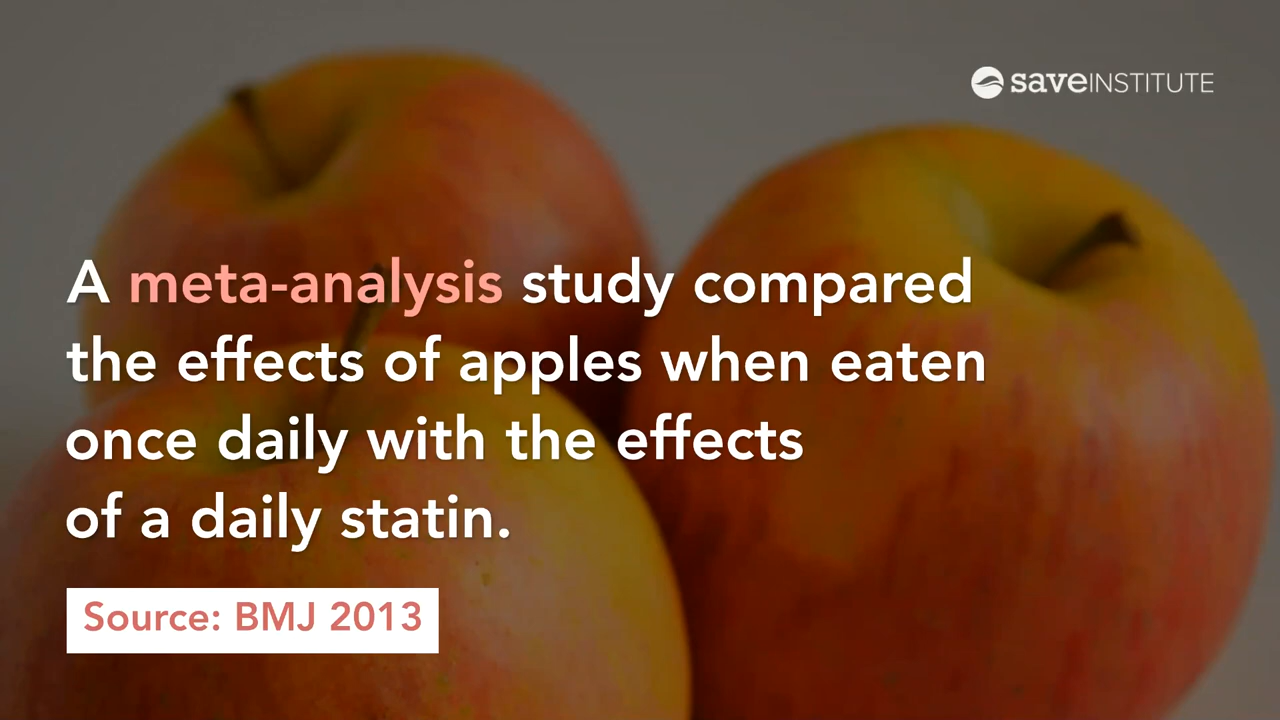 saveINSTITUTE
A meta-analysis study compared
the effects of apples when eaten
once daily with the effects
of a daily statin.
Source: BMJ 2013